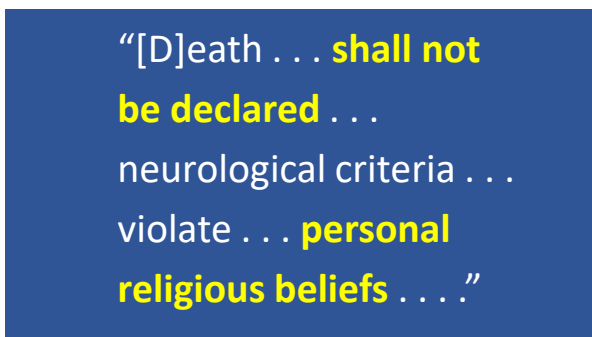 “[D]eath . . . shall not
be declared . . .
neurological criteria . . .
violate . . . personal
religious beliefs . . . .”